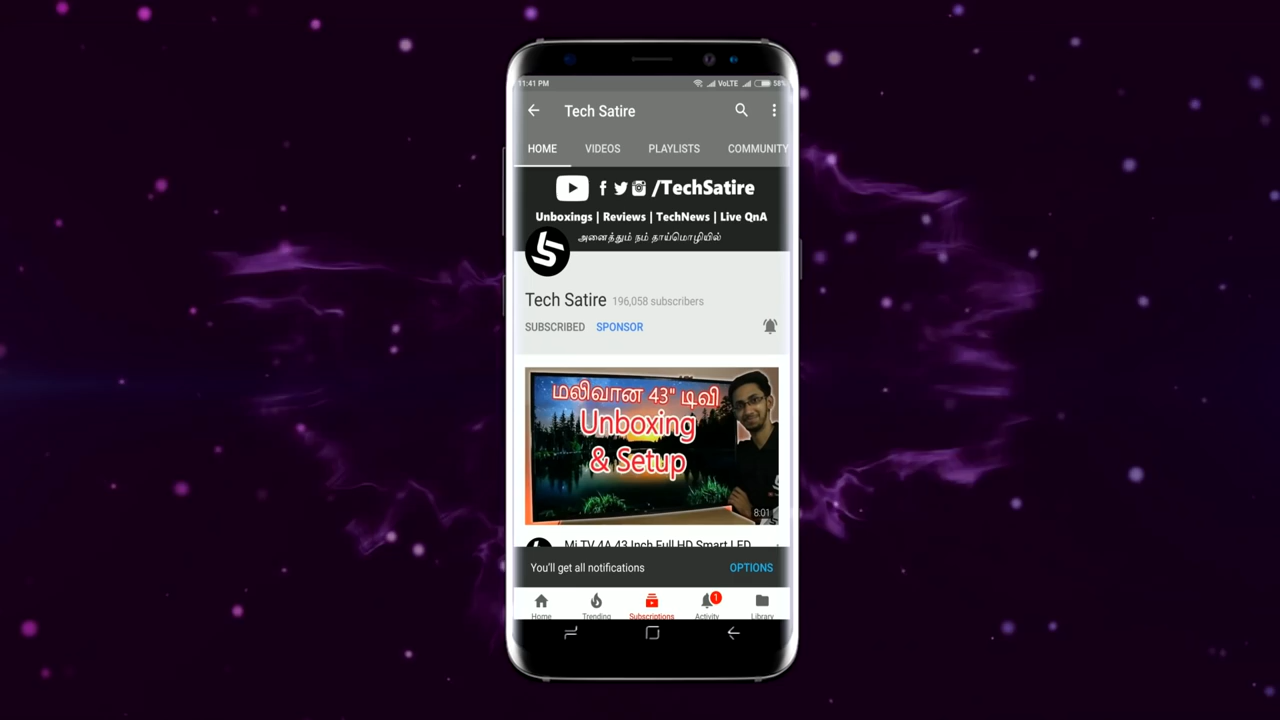 11:41 PM VoLTE 58%
Tech Satire
HOME VIDEOS PLAYLISTS COMMUNITY
/TechSatire
Unboxings | Reviews | TechNews | Live QnA
அனைத்தும் நம் தாய்மொழியில்
Tech Satire 196,058 subscribers
SUBSCRIBED SPONSOR
மலிவான 43" டிவி
Unboxing
& Setup
8:01
Mi TV 4A 43 Inch Full HD Smart LED
You'll get all notifications OPTIONS
1
Home Trending Subscriptions Activity Library